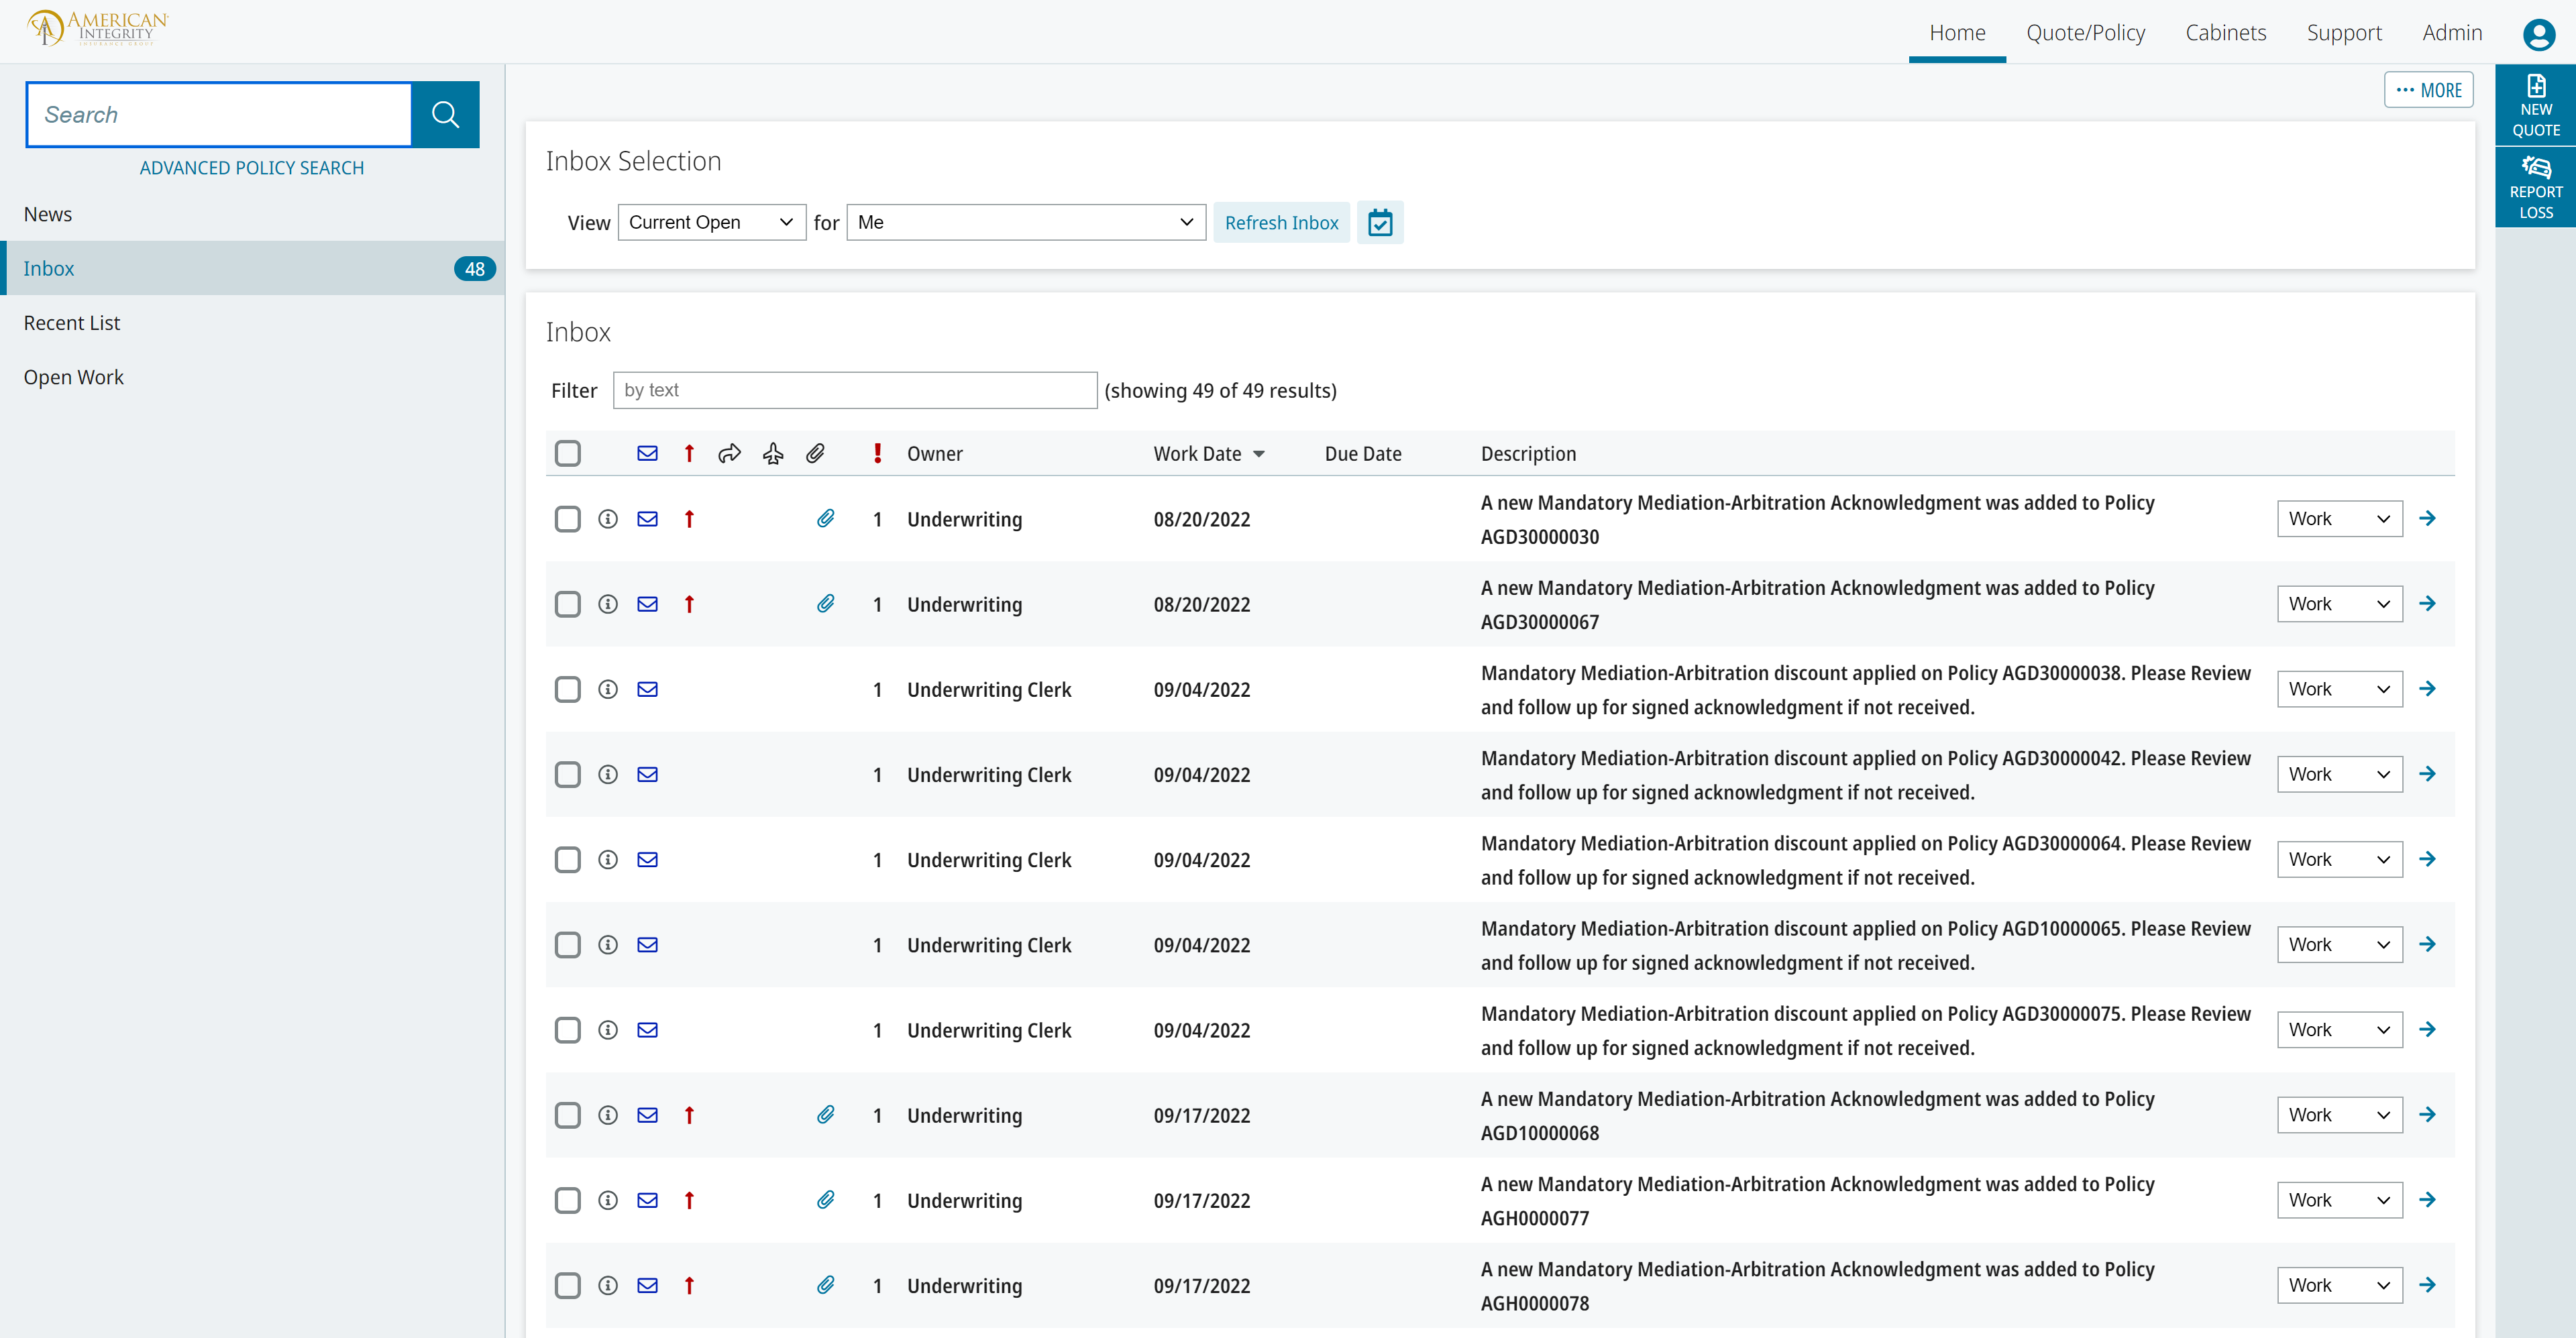 AMERICAN
INTEGRITY
INSURANCE GROUP
Home Quote/Policy Cabinets Support Admin
Search
ADVANCED POLICY SEARCH
News
Inbox 48
Recent List
Open Work
MORE
NEW
QUOTE
REPORT
LOSS
Inbox Selection
View Current Open for Me Refresh Inbox
Inbox
Filter by text (showing 49 of 49 results)
Owner Work Date Due Date Description
1 Underwriting 08/20/2022 A new Mandatory Mediation-Arbitration Acknowledgment was added to Policy
AGD30000030 Work
1 Underwriting 08/20/2022 A new Mandatory Mediation-Arbitration Acknowledgment was added to Policy
AGD30000067 Work
1 Underwriting Clerk 09/04/2022 Mandatory Mediation-Arbitration discount applied on Policy AGD30000038. Please Review
and follow up for signed acknowledgment if not received. Work
1 Underwriting Clerk 09/04/2022 Mandatory Mediation-Arbitration discount applied on Policy AGD30000042. Please Review
and follow up for signed acknowledgment if not received. Work
1 Underwriting Clerk 09/04/2022 Mandatory Mediation-Arbitration discount applied on Policy AGD30000064. Please Review
and follow up for signed acknowledgment if not received. Work
1 Underwriting Clerk 09/04/2022 Mandatory Mediation-Arbitration discount applied on Policy AGD10000065. Please Review
and follow up for signed acknowledgment if not received. Work
1 Underwriting Clerk 09/04/2022 Mandatory Mediation-Arbitration discount applied on Policy AGD30000075. Please Review
and follow up for signed acknowledgment if not received. Work
1 Underwriting 09/17/2022 A new Mandatory Mediation-Arbitration Acknowledgment was added to Policy
AGD10000068 Work
1 Underwriting 09/17/2022 A new Mandatory Mediation-Arbitration Acknowledgment was added to Policy
AGH0000077 Work
1 Underwriting 09/17/2022 A new Mandatory Mediation-Arbitration Acknowledgment was added to Policy
AGH0000078 Work